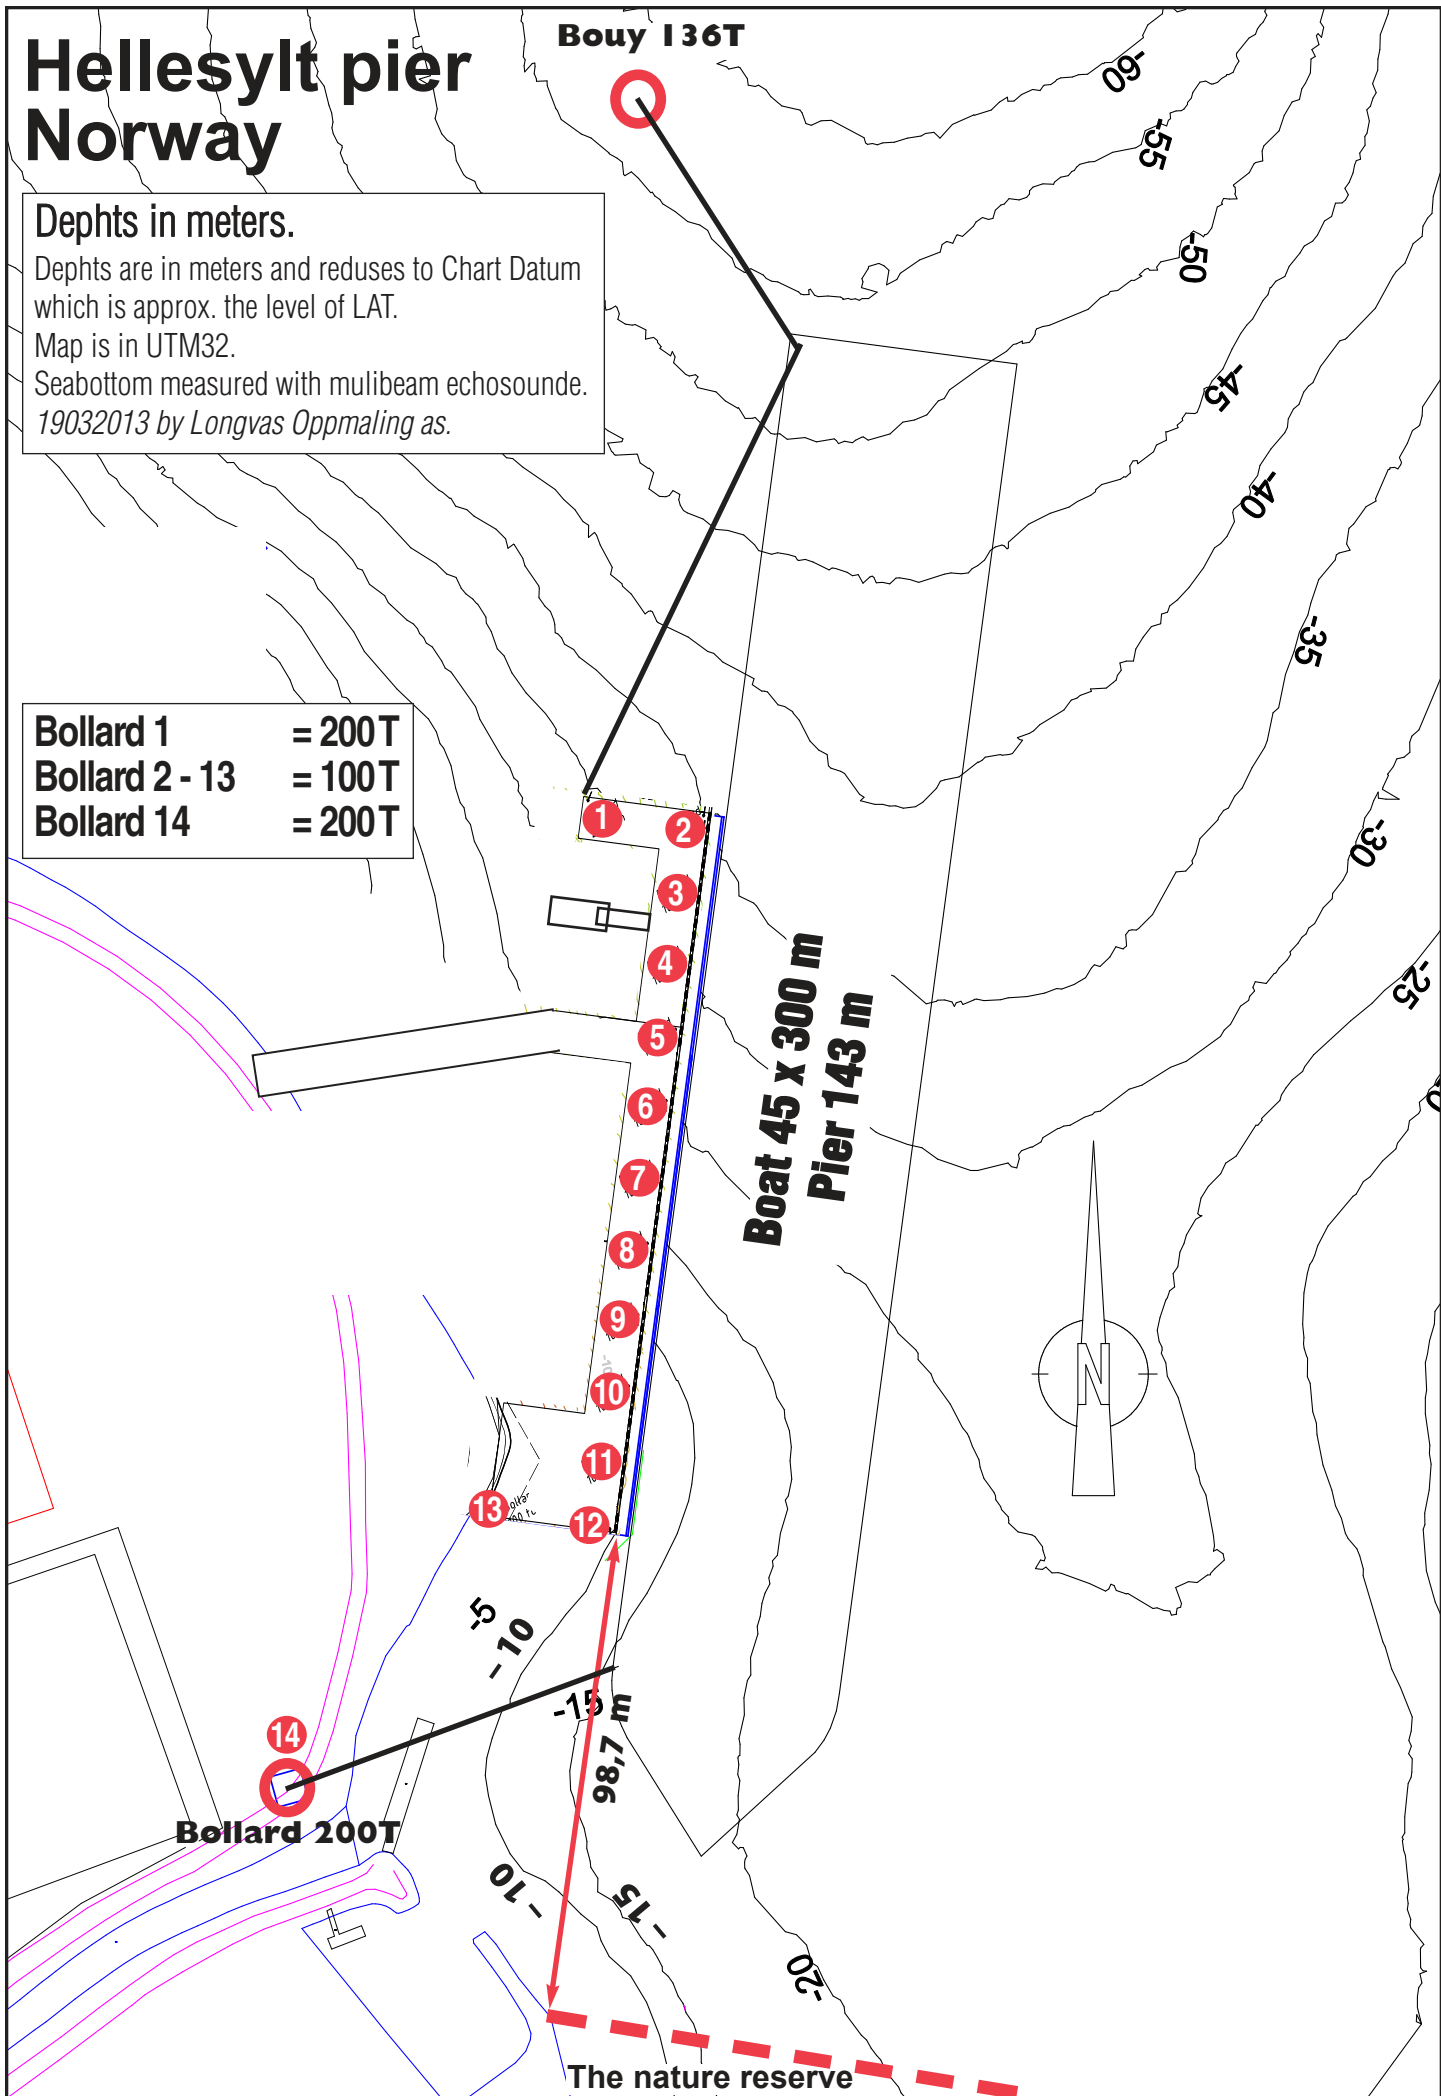 Hellesylt pier
Norway
Bouy 136T
Dephts in meters.
Dephts are in meters and reduses to Chart Datum
which is approx. the level of LAT.
Map is in UTM32.
Seabottom measured with mulibeam echosounde.
19032013 by Longvas Oppmaling as.
-60
-55
-50
-45
-40
-35
-30
-25
Bollard 1 = 200T
Bollard 2 - 13 = 100T
Bollard 14 = 200T
1
2
3
4
5
6
7
8
9
-10
10
11
12
13
Boat 45 x 300 m
Pier 143 m
N
-5
-10
-15
98,7 m
14
Bollard 200T
-10
-15
-20
The nature reserve